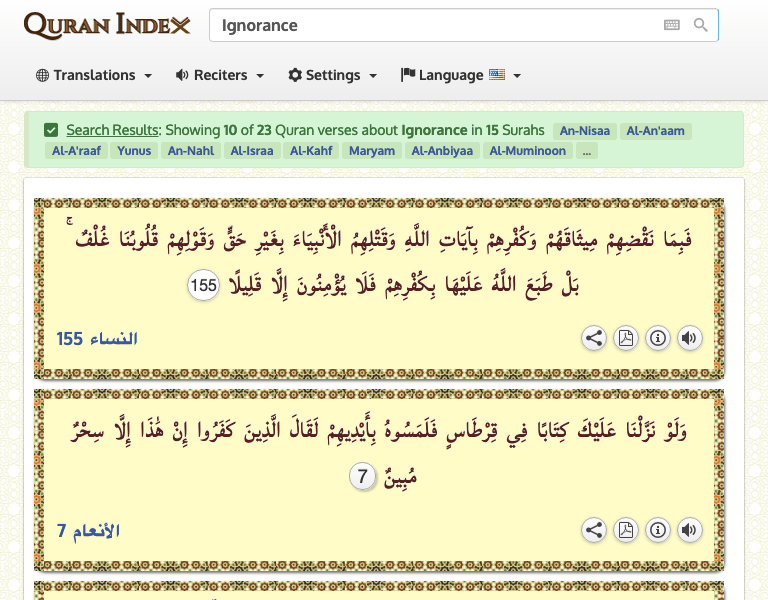 QURAN INDEX
Ignorance
Translations Reciters Settings Language
Search Results: Showing 10 of 23 Quran verses about Ignorance in 15 Surahs An-Nisaa Al-An'aam
Al-A'raaf Yunus An-Nahl Al-Israa Al-Kahf Maryam Al-Anbiyaa Al-Muminoon ...
فَبِمَا نَقْضِهِمْ مِيثَاقَهُمْ وَكُفْرِهِمْ بِآيَاتِ اللَّهِ وَقَتْلِهِمُ الْأَنْبِيَاءَ بِغَيْرِ حَقٍّ وَقَوْلِهِمْ قُلُوبُنَا غُلْفٌ ۚ
بَلْ طَبَعَ اللَّهُ عَلَيْهَا بِكُفْرِهِمْ فَلَا يُؤْمِنُونَ إِلَّا قَلِيلًا 155
النساء 155
وَلَوْ نَزَّلْنَا عَلَيْكَ كِتَابًا فِي قِرْطَاسٍ فَلَمَسُوهُ بِأَيْدِيهِمْ لَقَالَ الَّذِينَ كَفَرُوا إِنْ هَٰذَا إِلَّا سِحْرٌ
مُبِينٌ 7
الأنعام 7